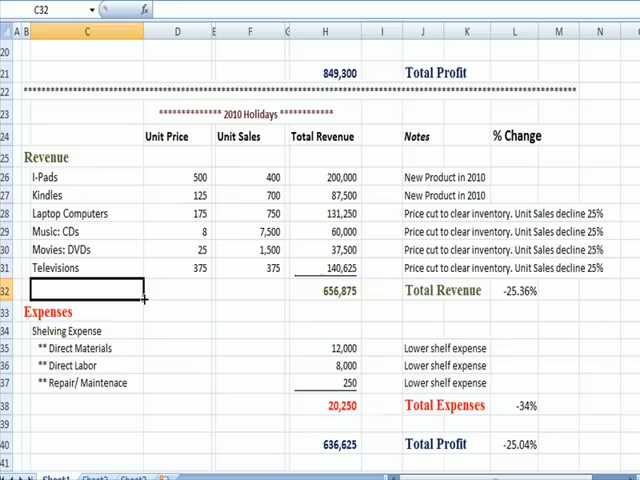 C32 fx
A B C D E F G H I J K L M N
20
21 849,300 Total Profit
22 ****************************************************************************************************
23 ************** 2010 Holidays ************
24 Unit Price Unit Sales Total Revenue Notes % Change
25 Revenue
26 I-Pads 500 400 200,000 New Product in 2010
27 Kindles 125 700 87,500 New Product in 2010
28 Laptop Computers 175 750 131,250 Price cut to clear inventory. Unit Sales decline 25%
29 Music: CDs 8 7,500 60,000 Price cut to clear inventory. Unit Sales decline 25%
30 Movies: DVDs 25 1,500 37,500 Price cut to clear inventory. Unit Sales decline 25%
31 Televisions 375 375 140,625 Price cut to clear inventory. Unit Sales decline 25%
32 656,875 Total Revenue -25.36%
33 Expenses
34 Shelving Expense
35 ** Direct Materials 12,000 Lower shelf expense
36 ** Direct Labor 8,000 Lower shelf expense
37 ** Repair/ Maintenace 250 Lower shelf expense
38 20,250 Total Expenses -34%
39
40 636,625 Total Profit -25.04%
41
Sheet1 Sheet2 Sheet3